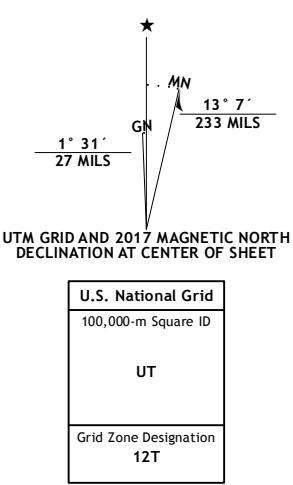 ★
MN
GN
13° 7´
233 MILS
1° 31´
27 MILS
UTM GRID AND 2017 MAGNETIC NORTH
DECLINATION AT CENTER OF SHEET
U.S. National Grid
100,000-m Square ID
UT
Grid Zone Designation
12T